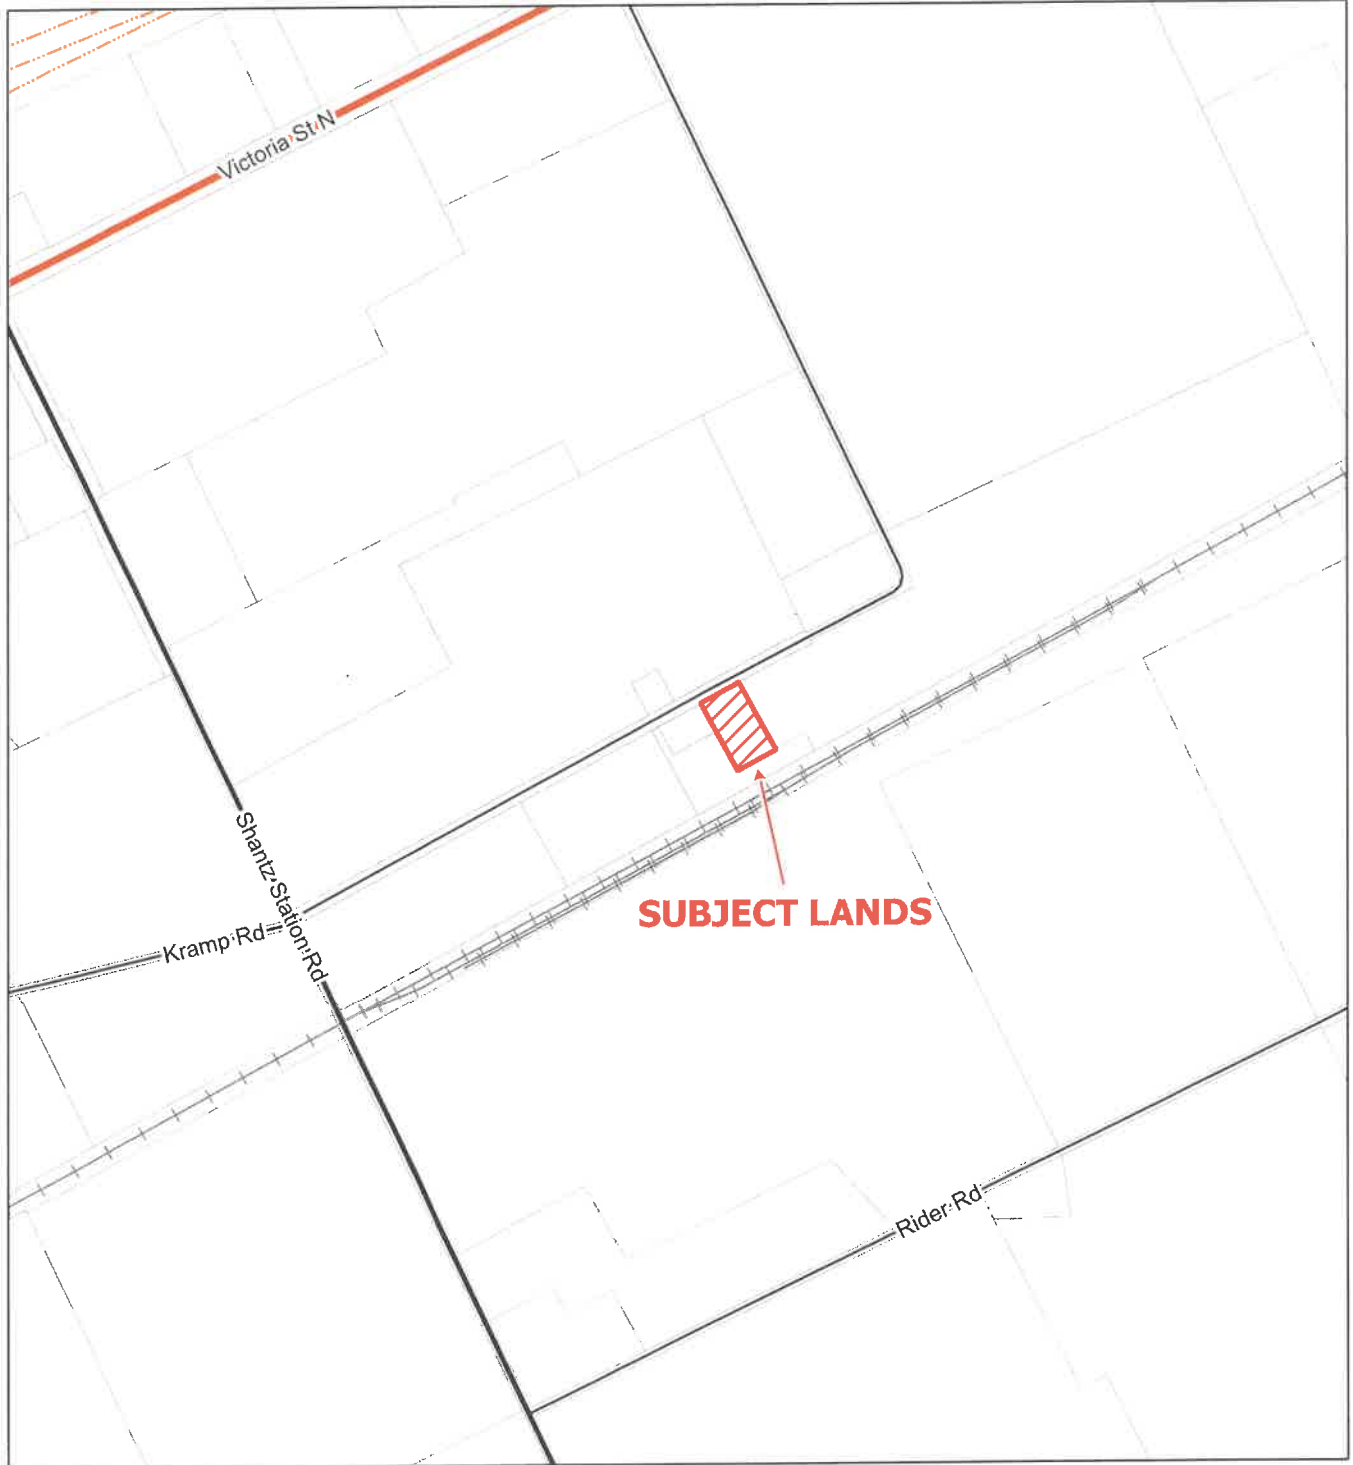 Victoria St N
Shantz Station Rd
Kramp Rd
SUBJECT LANDS
Rider Rd